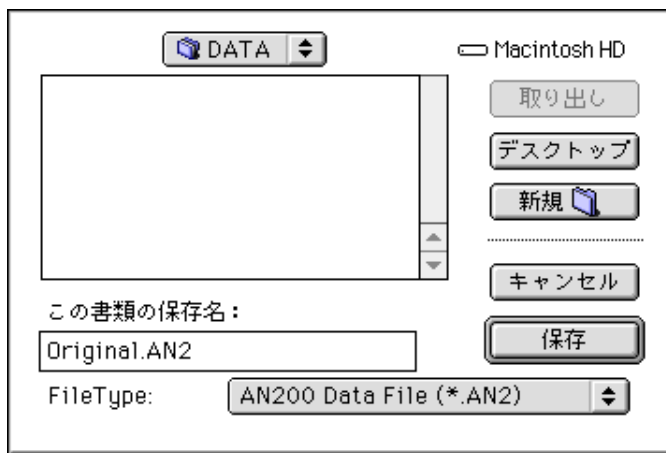 DATA
Macintosh HD
取り出し
デスクトップ
新規
キャンセル
この書類の保存名：
保存
Original.AN2
FileType:
AN200 Data File (*.AN2)